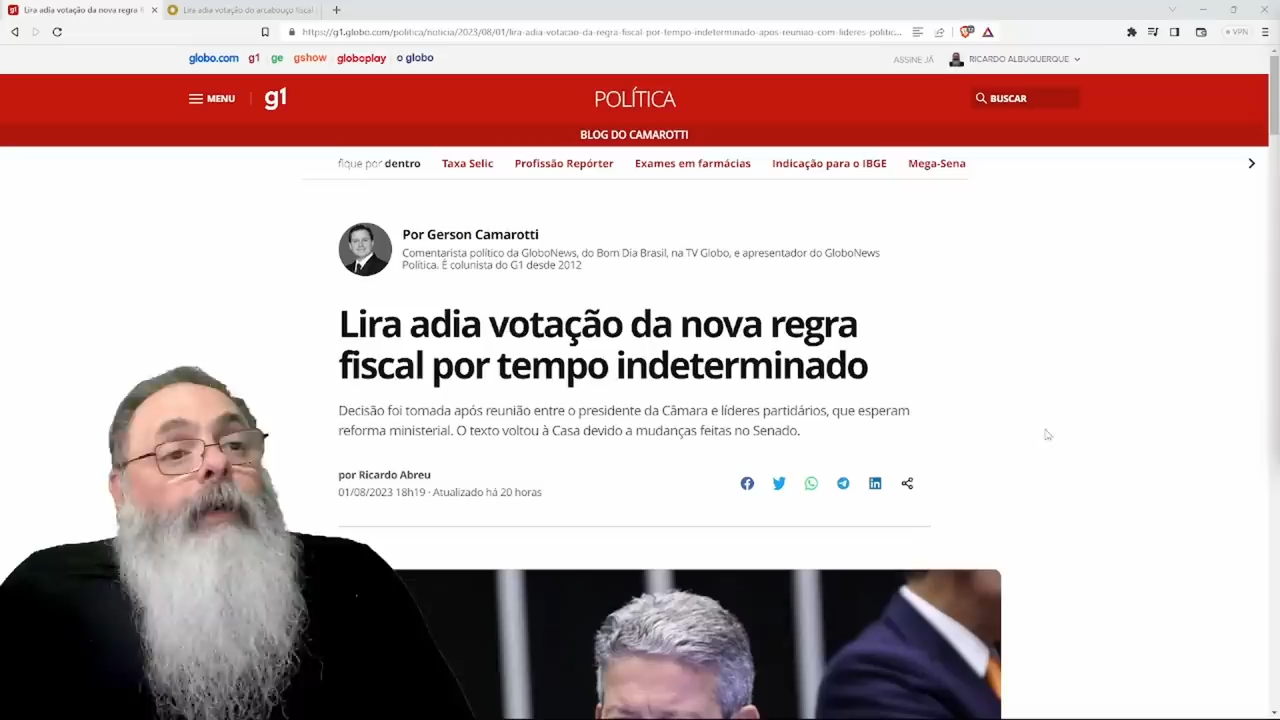 Lira adia votação da nova regra f
Lira adia votação do arcabouço fiscal
https://g1.globo.com/politica/noticia/2023/08/01/lira-adia-votacao-da-regra-fiscal-por-tempo-indeterminado-apos-reuniao-com-lideres-politic...
VPN
globo.com g1 ge gshow globoplay o globo
ASSINE JÁ
RICARDO ALBUQUERQUE
MENU
g1
POLÍTICA
BUSCAR
BLOG DO CAMAROTTI
fique por dentro
Taxa Selic
Profissão Repórter
Exames em farmácias
Indicação para o IBGE
Mega-Sena
Por Gerson Camarotti
Comentarista político da GloboNews, do Bom Dia Brasil, na TV Globo, e apresentador do GloboNews
Política. É colunista do G1 desde 2012
Lira adia votação da nova regra
fiscal por tempo indeterminado
Decisão foi tomada após reunião entre o presidente da Câmara e líderes partidários, que esperam
reforma ministerial. O texto voltou à Casa devido a mudanças feitas no Senado.
por Ricardo Abreu
01/08/2023 18h19 · Atualizado há 20 horas